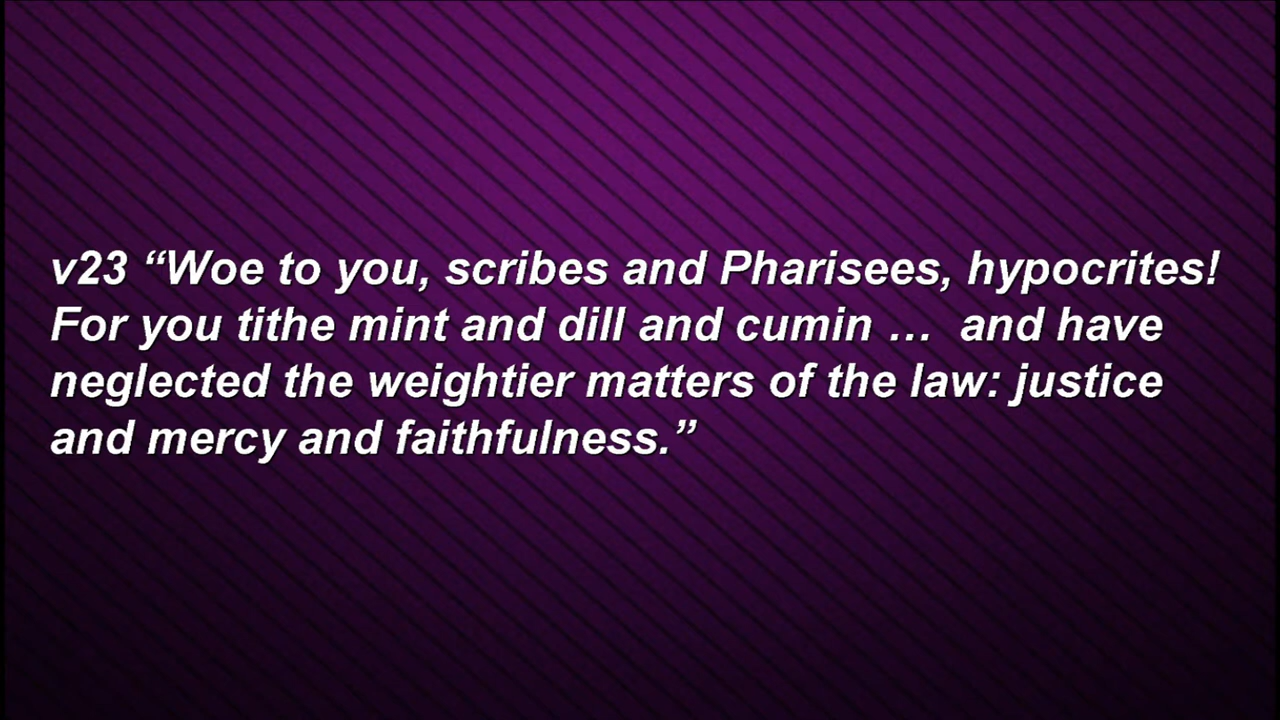 v23 “Woe to you, scribes and Pharisees, hypocrites!
For you tithe mint and dill and cumin …  and have
neglected the weightier matters of the law: justice
and mercy and faithfulness.”